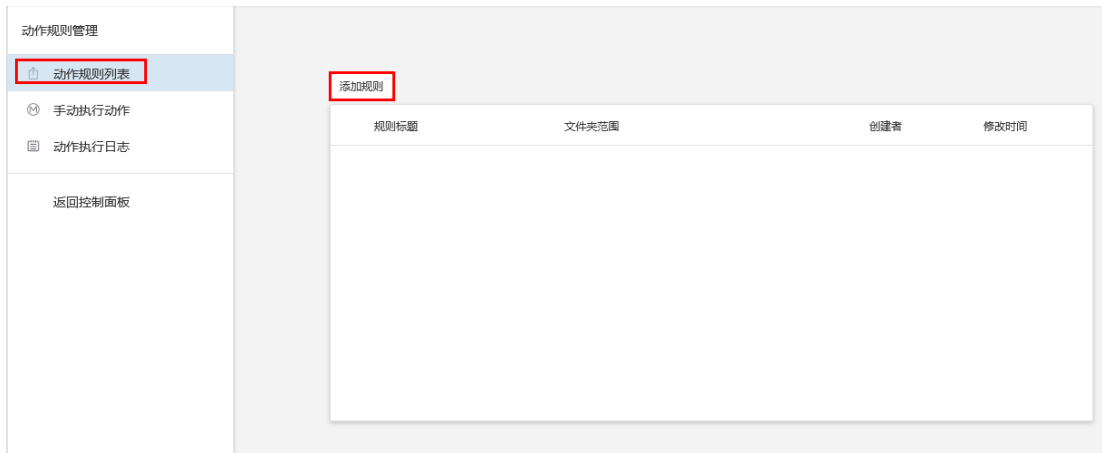 动作规则管理
动作规则列表
手动执行动作
动作执行日志
返回控制面板
添加规则
规则标题 文件夹范围 创建者 修改时间